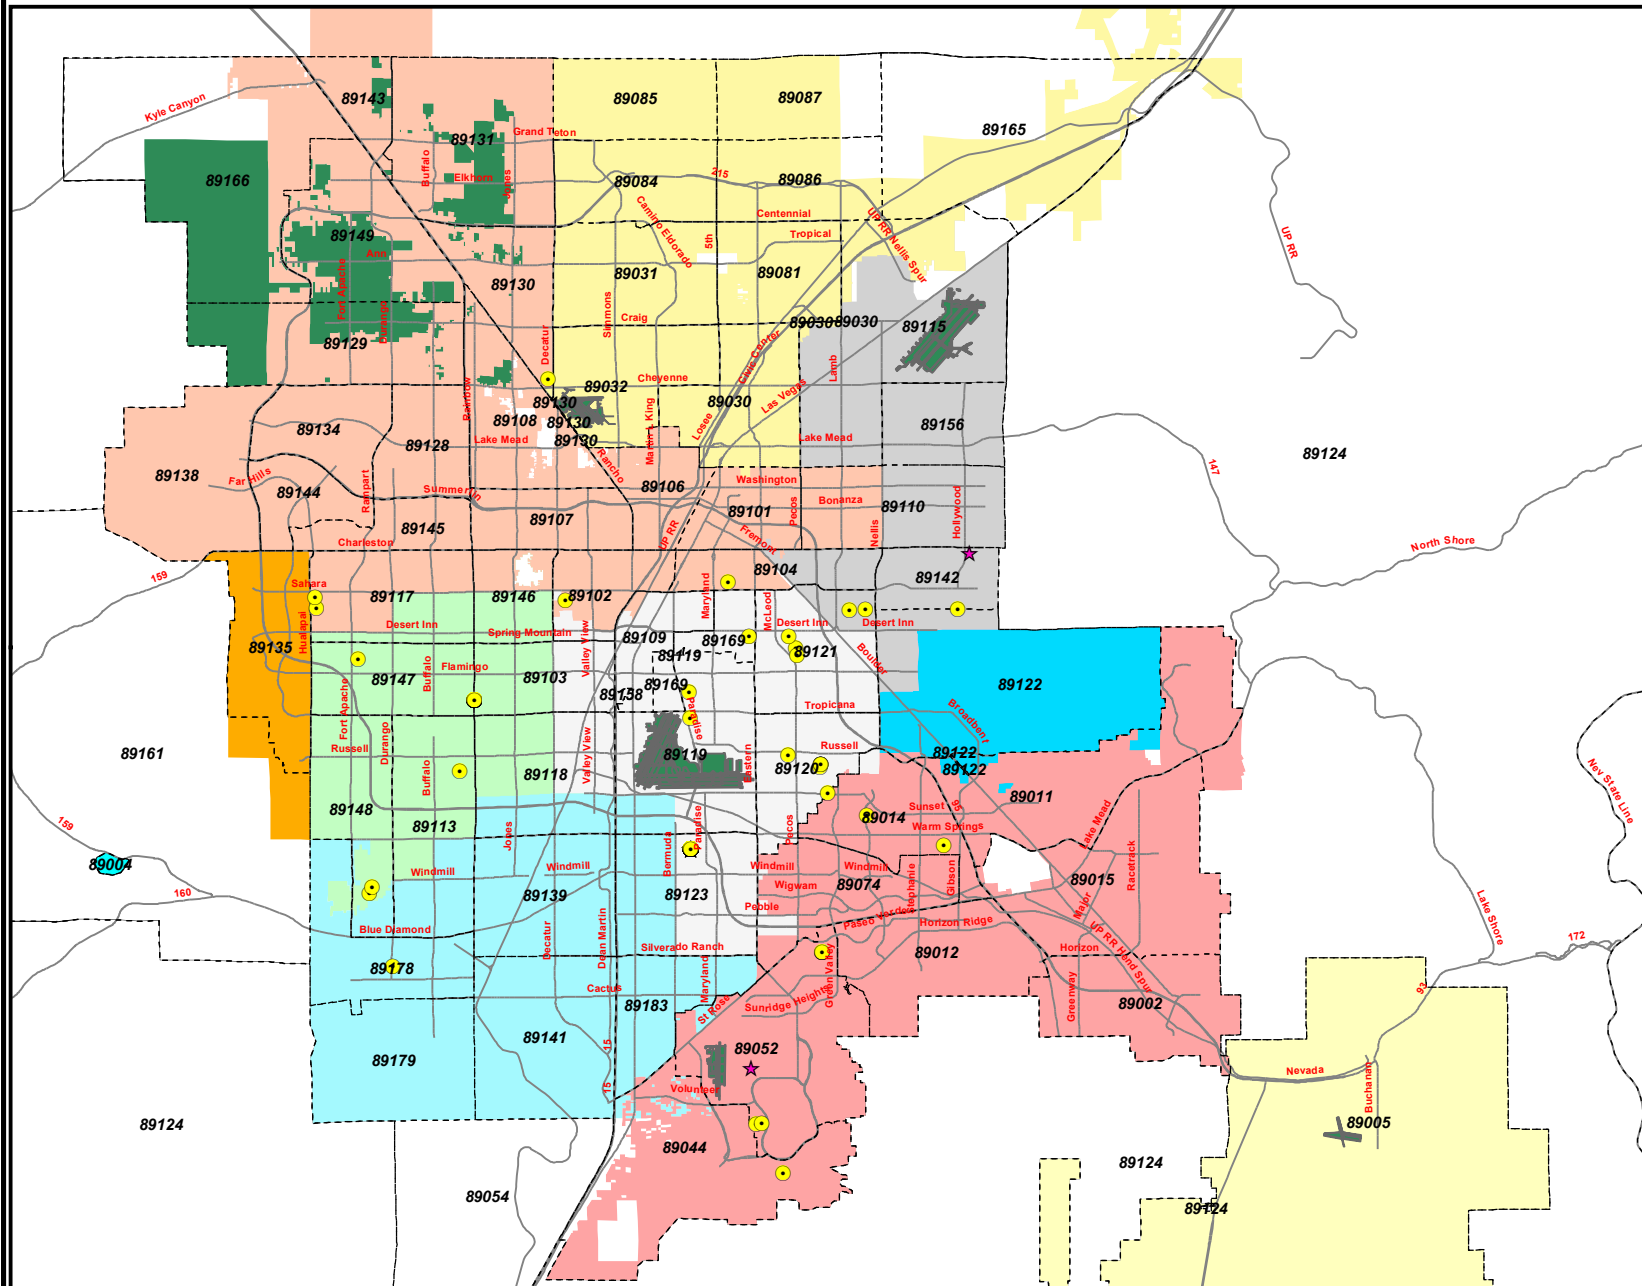 89143
89085
89087
Kyle Canyon
89131
Grand Teton
89165
89166
Buffalo
Elkhorn
Jones
89084
215
89086
Camino Eldorado
Centennial
UP RR Nellis Spur
89149
5th
Tropical
UP RR
Ann
89031
89081
Fort Apache
89130
Durango
Simmons
Craig
89030
89030
89115
89129
Decatur
Civic Center
Lamb
Rainbow
89032
Cheyenne
89130
89030
Las Vegas
89134
89108
89130
Martin L King
Losee
89156
89128
Lake Mead
89130
Lake Mead
89124
89138
Far Hills
Rancho
147
89144
Rampart
Summerlin
89106
Washington
89145
89107
89101
Pecos
Bonanza
89110
Hollywood
Charleston
UP RR
Fremont
Nellis
North Shore
159
Sahara
89104
89142
89117
89146
89102
Maryland
McLeod
Hualapai
Desert Inn
Spring Mountain
89109
Desert Inn
Desert Inn
89135
89169
89121
Valley View
89119
Boulder
Buffalo
Flamingo
89147
89103
89158
89169
89122
Fort Apache
Paradise
Tropicana
Broadbent
Durango
Russell
Valley View
89119
Russell
89122
89161
Buffalo
89118
Eastern
89120
89122
Nev State Line
89148
89011
159
89113
Jones
Bermuda
Paradise
Pecos
89014
Sunset
95
Warm Springs
Lake Mead
89004
Windmill
Windmill
Windmill
Windmill
Racetrack
160
89139
89123
Wigwam
89074
Stephanie
Gibson
89015
Pebble
Paseo Verde
Major
Blue Diamond
Decatur
Dean Martin
Horizon Ridge
Lake Shore
Silverado Ranch
Green Valley
89012
Horizon
UP RR Hend Spur
172
89178
Cactus
Maryland
89183
St Rose
Sunridge Heights
Greenway
89002
93
89141
15
89052
89179
Nevada
15
Volunteer
Buchanan
89124
89005
89044
89124
89054
89124